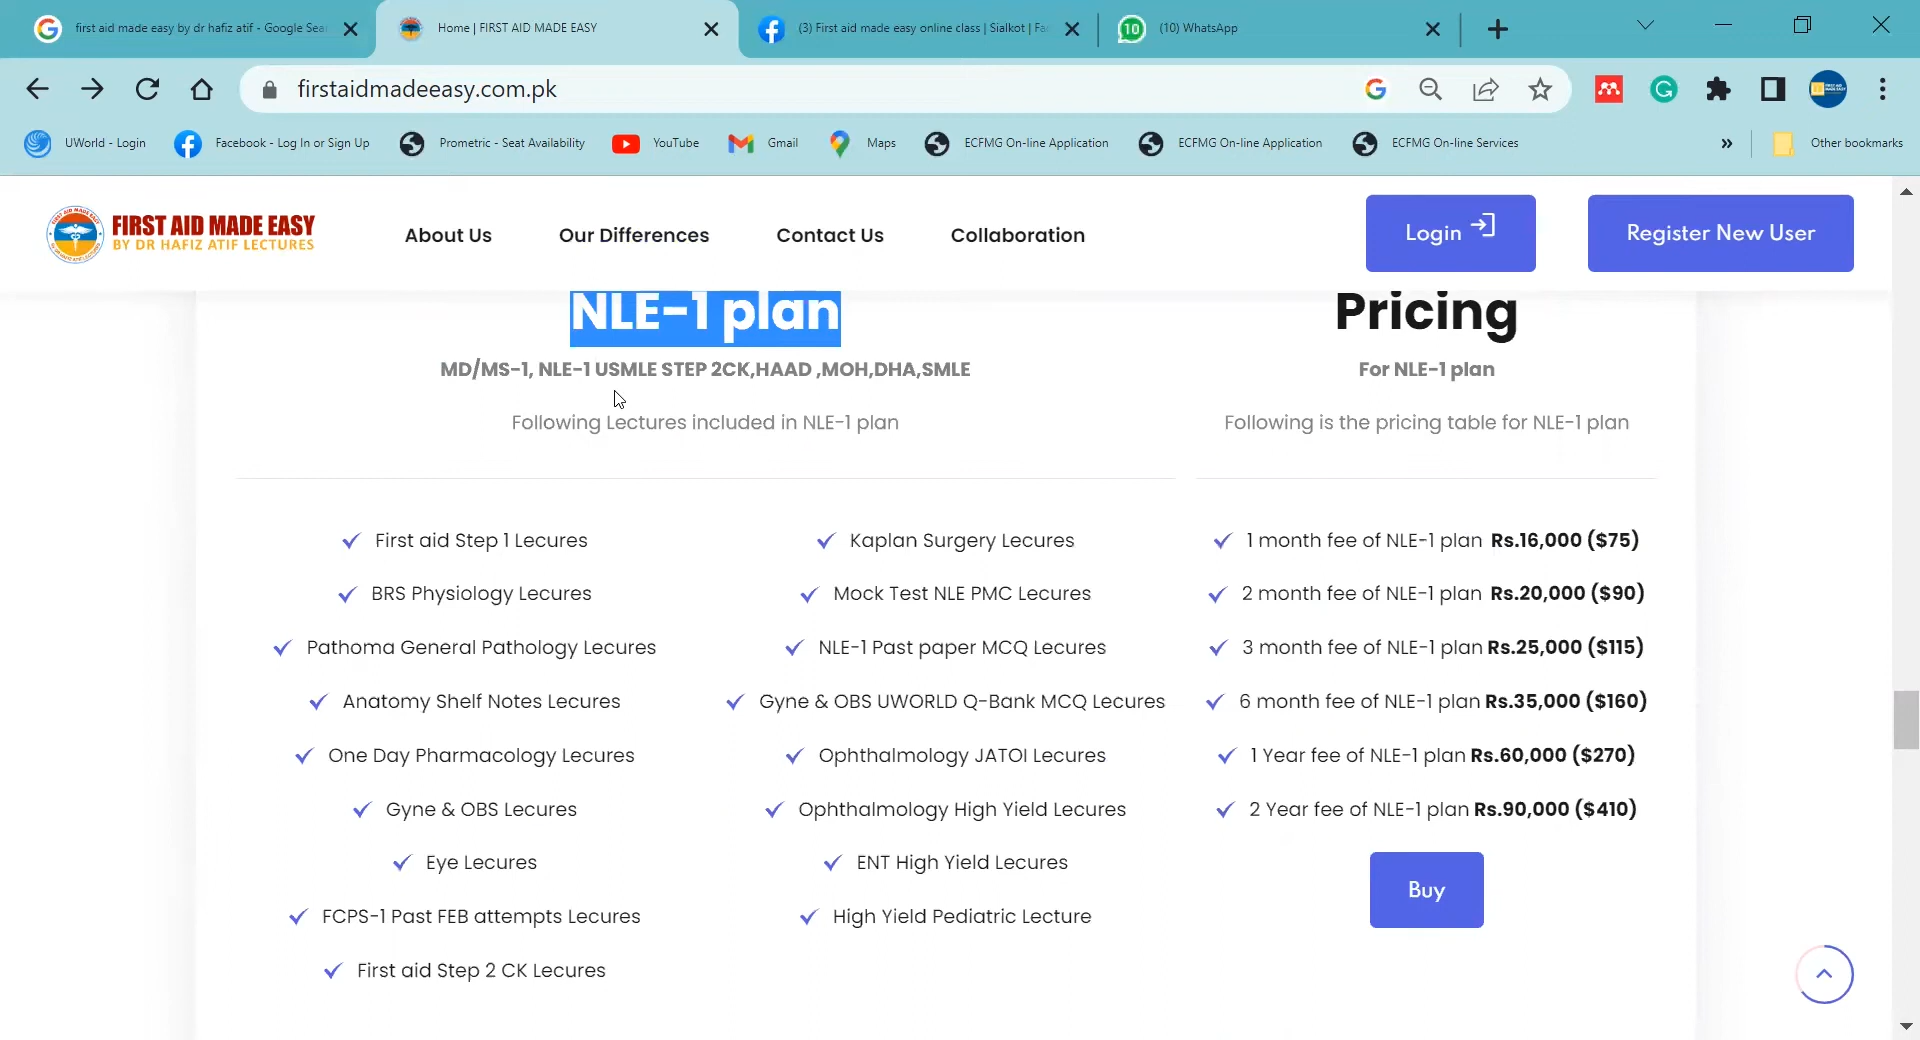 first aid made easy by dr hafiz atif - Google Sear
Home | FIRST AID MADE EASY
(3) First aid made easy online class | Sialkot | Fa
10
(10) WhatsApp
firstaidmadeeasy.com.pk
UWorld - Login
Facebook - Log In or Sign Up
Prometric - Seat Availability
YouTube
Gmail
Maps
ECFMG On-line Application
ECFMG On-line Application
ECFMG On-line Services
»
Other bookmarks
FIRST AID MADE EASY
BY DR HAFIZ ATIF LECTURES
About Us
Our Differences
Contact Us
Collaboration
Login
Register New User
NLE-1 plan
MD/MS-1, NLE-1 USMLE STEP 2CK,HAAD ,MOH,DHA,SMLE
Following Lectures included in NLE-1 plan
First aid Step 1 Lecures
BRS Physiology Lecures
Pathoma General Pathology Lecures
Anatomy Shelf Notes Lecures
One Day Pharmacology Lecures
Gyne & OBS Lecures
Eye Lecures
FCPS-1 Past FEB attempts Lecures
First aid Step 2 CK Lecures
Kaplan Surgery Lecures
Mock Test NLE PMC Lecures
NLE-1 Past paper MCQ Lecures
Gyne & OBS UWORLD Q-Bank MCQ Lecures
Ophthalmology JATOI Lecures
Ophthalmology High Yield Lecures
ENT High Yield Lecures
High Yield Pediatric Lecture
Pricing
For NLE-1 plan
Following is the pricing table for NLE-1 plan
1 month fee of NLE-1 plan Rs.16,000 ($75)
2 month fee of NLE-1 plan Rs.20,000 ($90)
3 month fee of NLE-1 plan Rs.25,000 ($115)
6 month fee of NLE-1 plan Rs.35,000 ($160)
1 Year fee of NLE-1 plan Rs.60,000 ($270)
2 Year fee of NLE-1 plan Rs.90,000 ($410)
Buy